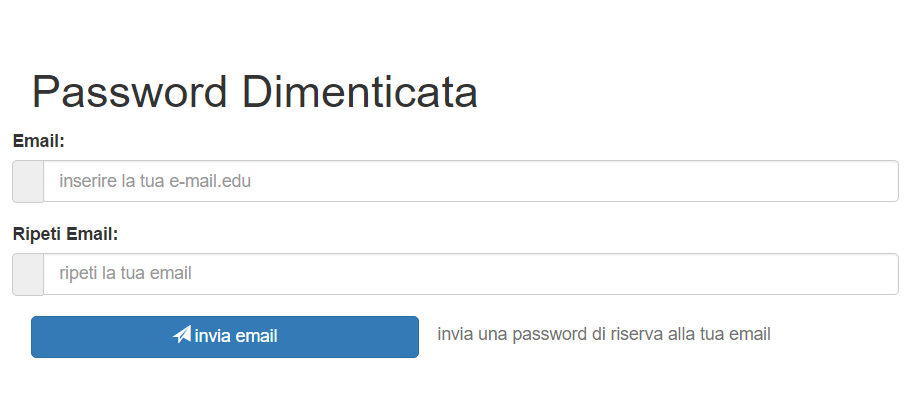 Password Dimenticata
Email:
inserire la tua e-mail.edu
Ripeti Email:
ripeti la tua email
invia email
invia una password di riserva alla tua email